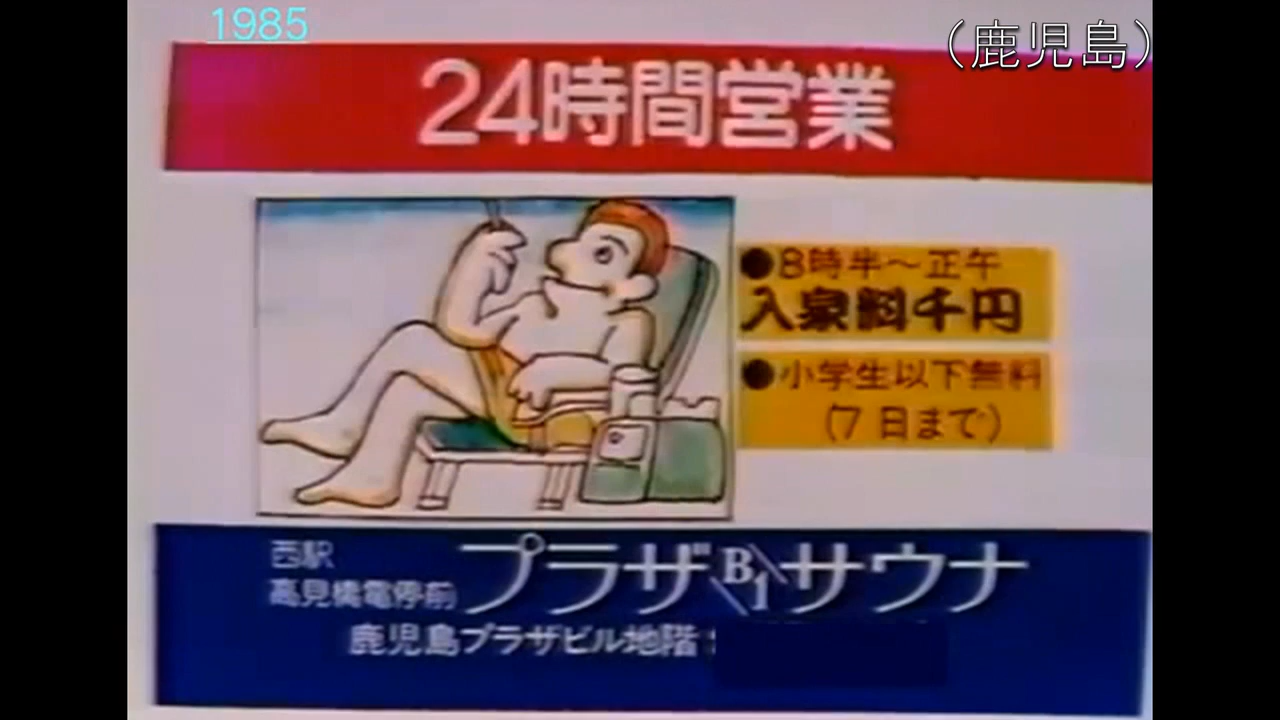 1985
(鹿児島)
24時間営業
●8時半～正午
入泉料千円
●小学生以下無料
(7日まで)
西駅
高見橋電停前
プラザB1サウナ
鹿児島プラザビル地階: